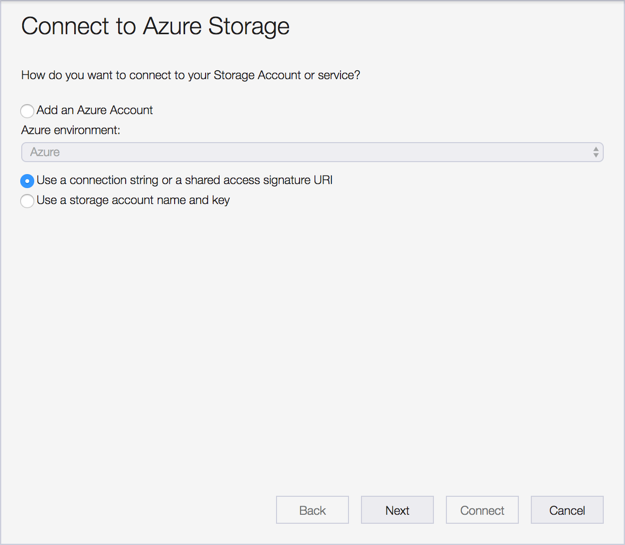 Connect to Azure Storage
How do you want to connect to your Storage Account or service?
Add an Azure Account
Azure environment:
Azure
Use a connection string or a shared access signature URI
Use a storage account name and key
Back Next Connect Cancel